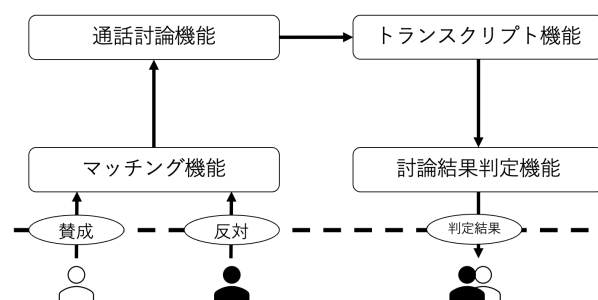 通話討論機能
トランスクリプト機能
マッチング機能
討論結果判定機能
賛成
反対
判定結果